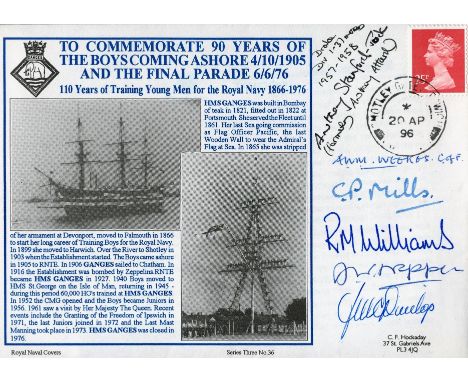 TO COMMEMORATE 90 YEARS OF
THE BOYS COMING ASHORE 4/10/1905
AND THE FINAL PARADE 6/6/76
110 Years of Training Young Men for the Royal Navy 1866-1976
HMS GANGES was built in Bombay
of teak in 1821, fitted out in 1822 at
Portsmouth She served the Fleet until
1861. Her last Seagoing commission
as Flag Officer Pacific, the last
Wooden Wall to wear the Admiral's
Flag at Sea. In 1865 she was stripped
of her armament at Devonport, moved to Falmouth in 1866
to start her long career of Training Boys for the Royal Navy.
In 1899 she moved to Harwich. Over the River to Shotley in
1903 when the Establishment started. The Boys came ashore
in 1905 to RNTE. In 1906 GANGES sailed to Chatham. In
1916 the Establishment was bombed by Zeppelins. RNTE
became HMS GANGES in 1927. 1940 Boys moved to
HMS St.George on the Isle of Man, returned in 1945 -
during this period 60,000 HO's trained at HMS GANGES.
In 1952 the CMG opened and the Boys became Juniors in
1956. 1961 saw a visit by Her Majesty The Queen. Recent
events include the Granting of the Freedom of Ipswich in
1971, the last Juniors joined in 1972 and the Last Mast
Manning took place in 1973. HMS GANGES was closed in
1976.
Royal Naval Covers
Series Three No.36
1957-1958
20 AP
96
C.P. Mills.
R M Williams
C. F. Hockaday
37 St. Gabriels Ave
PL3 4JQ